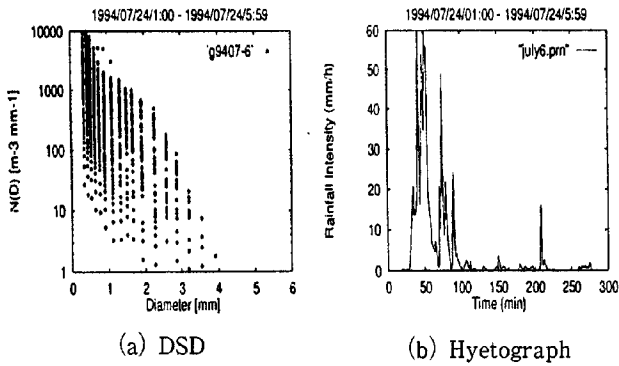 1994/07/24/1:00 - 1994/07/24/5:59
'g9407-6'
N(D) [m-3 mm-1]
10000
1000
100
10
1
0 1 2 3 4 5 6
Diameter [mm]
(a) DSD
1994/07/24/01:00 - 1994/07/24/5:59
"july6.prn"
Rainfall Intensity (mm/h)
60
50
40
30
20
10
0
0 50 100 150 200 250 300
Time (min)
(b) Hyetograph